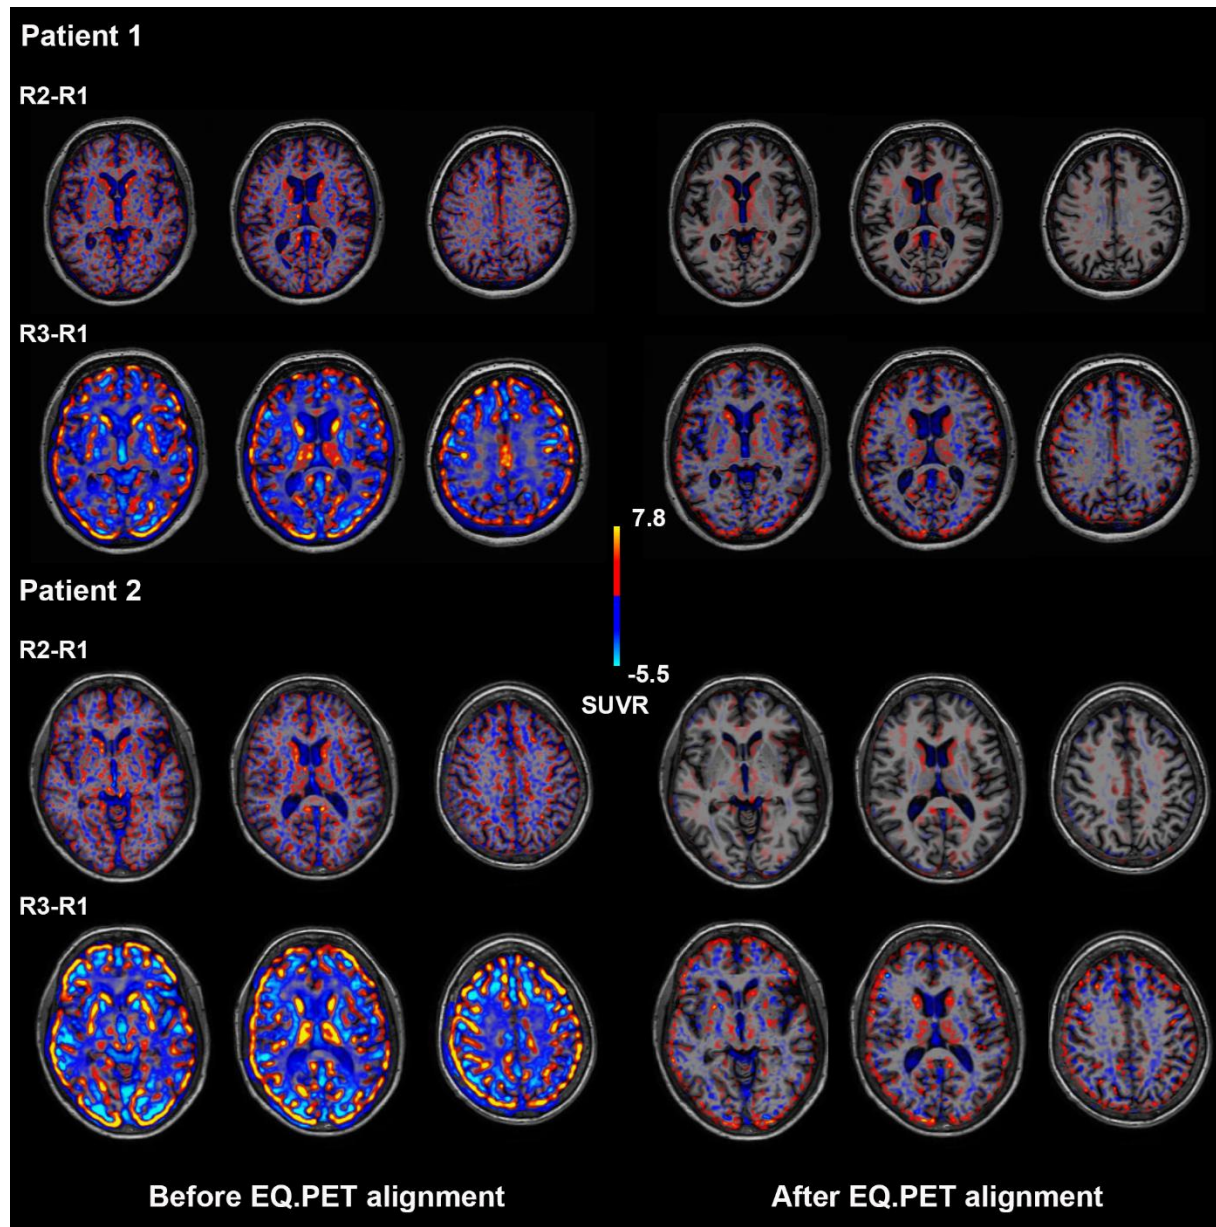 Patient 1
R2-R1
R3-R1
7.8
Patient 2
R2-R1
-5.5
SUVR
R3-R1
Before EQ.PET alignment
After EQ.PET alignment